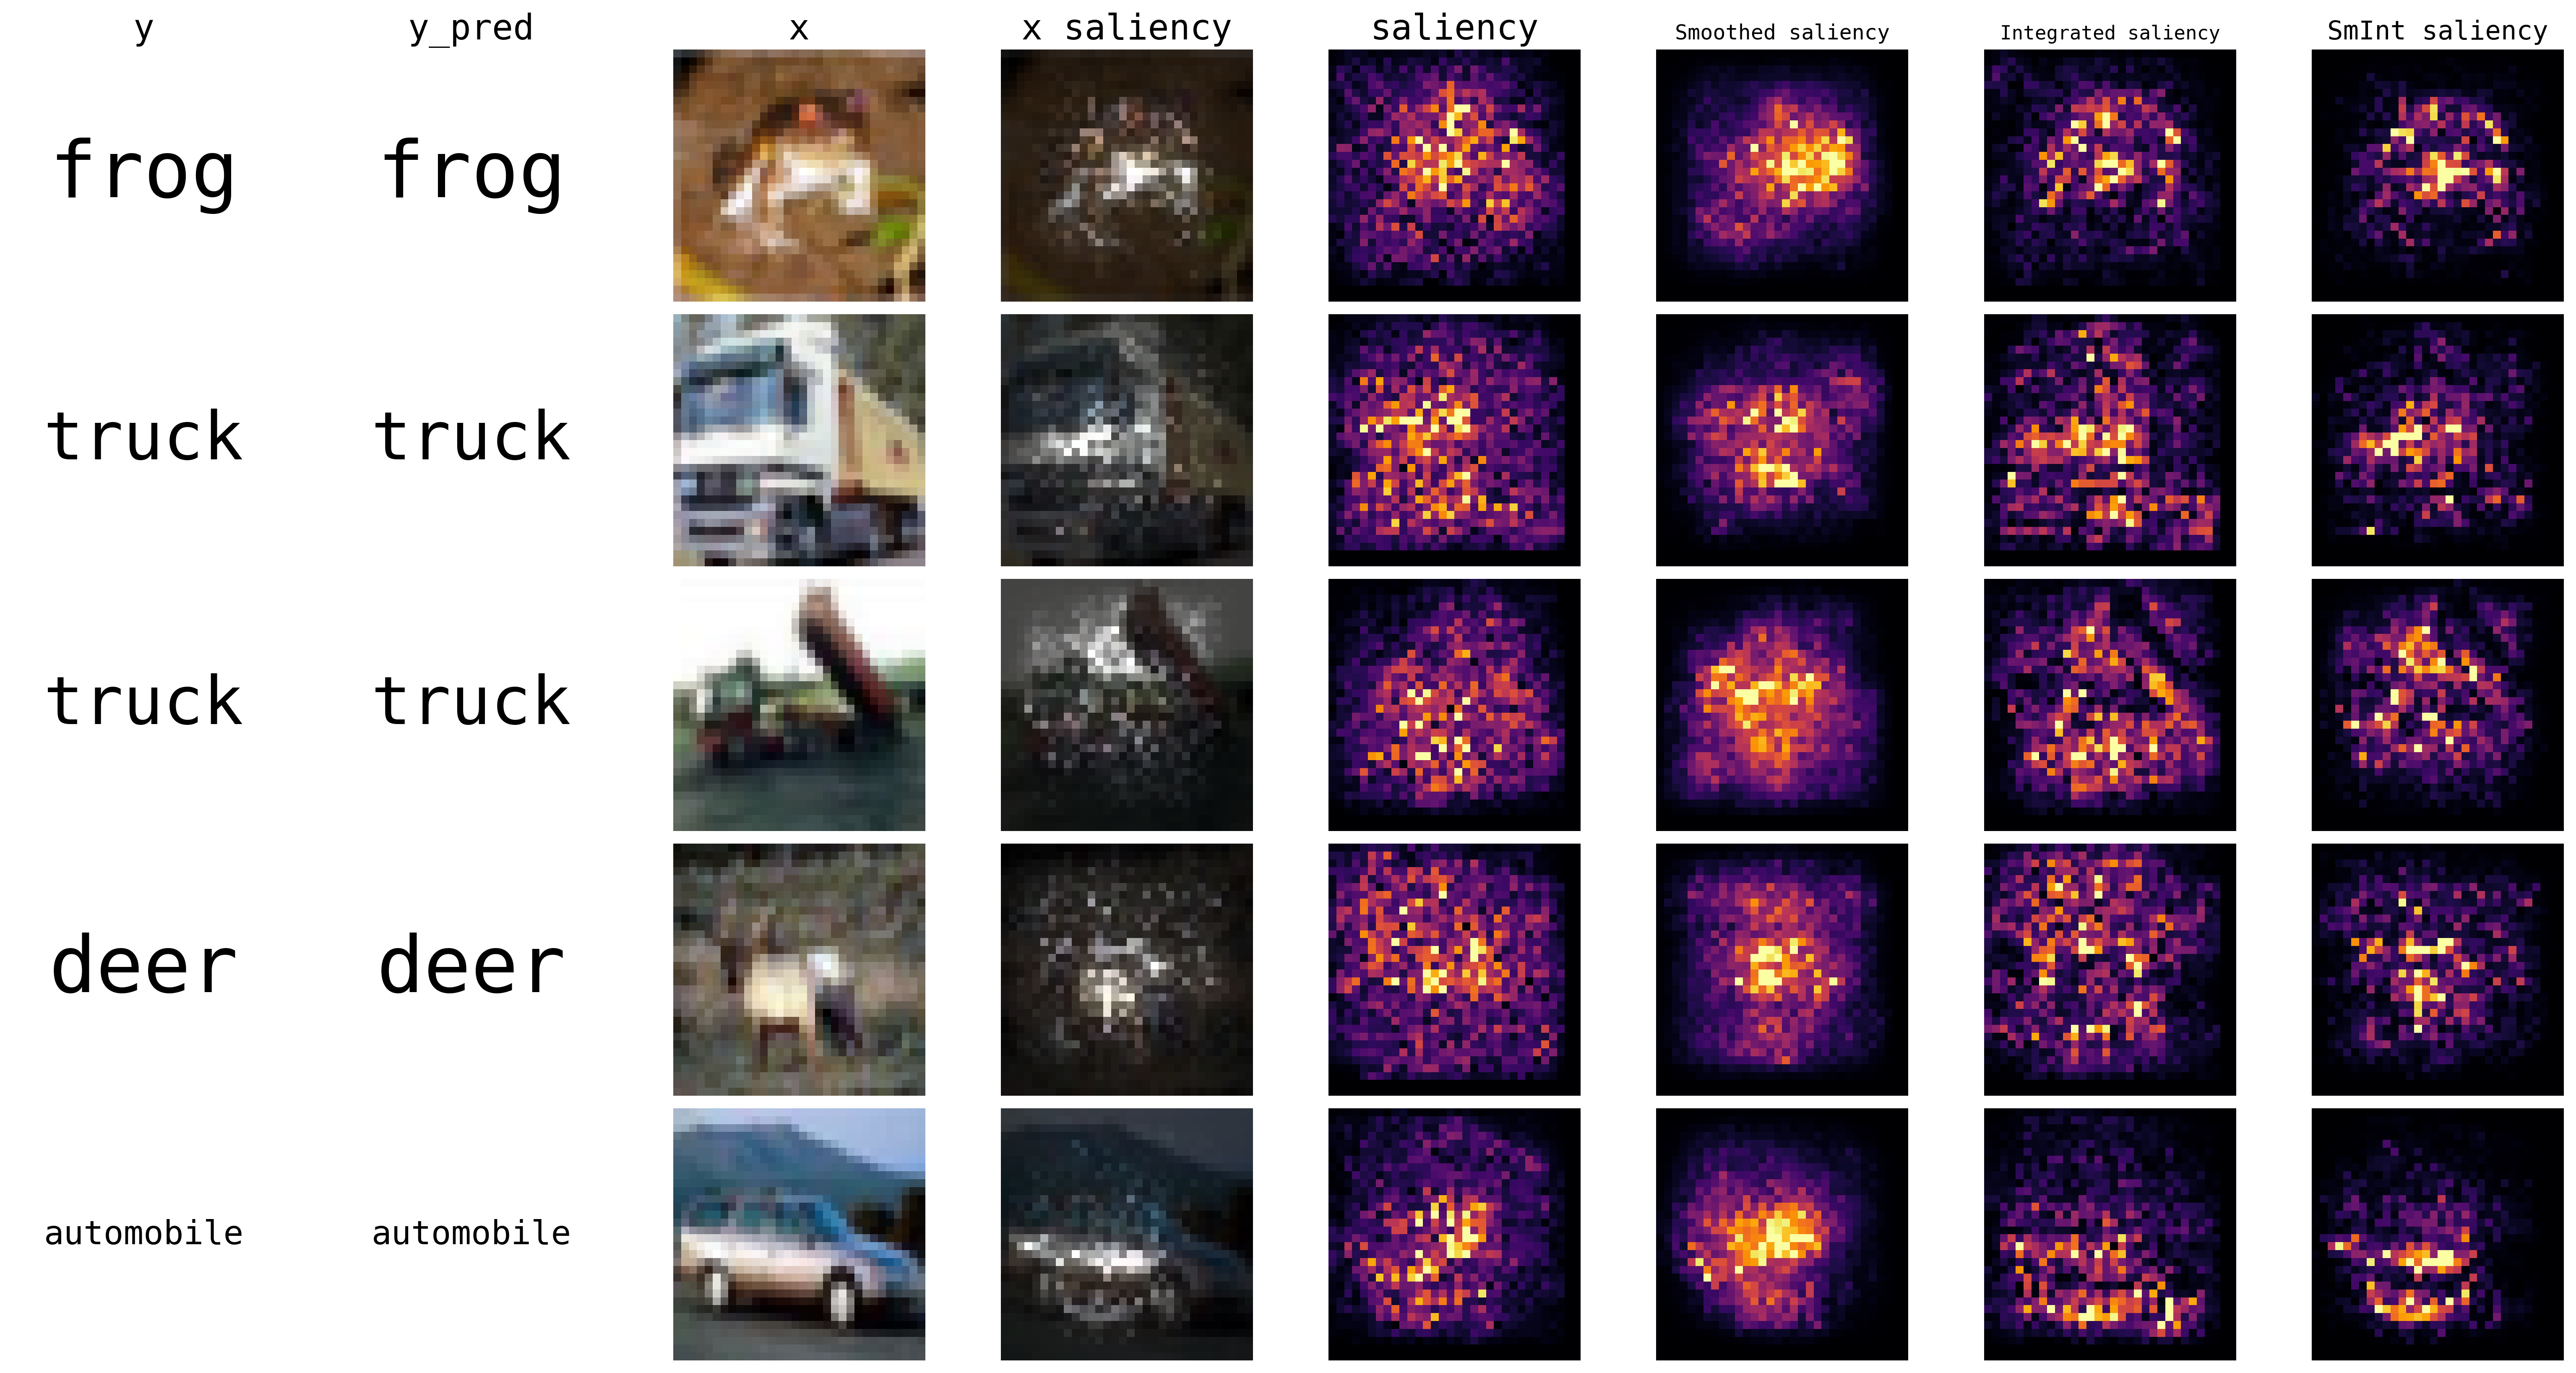 y y_pred x x saliency saliency Smoothed saliency Integrated saliency SmInt saliency
frog frog
truck truck
truck truck
deer deer
automobile automobile